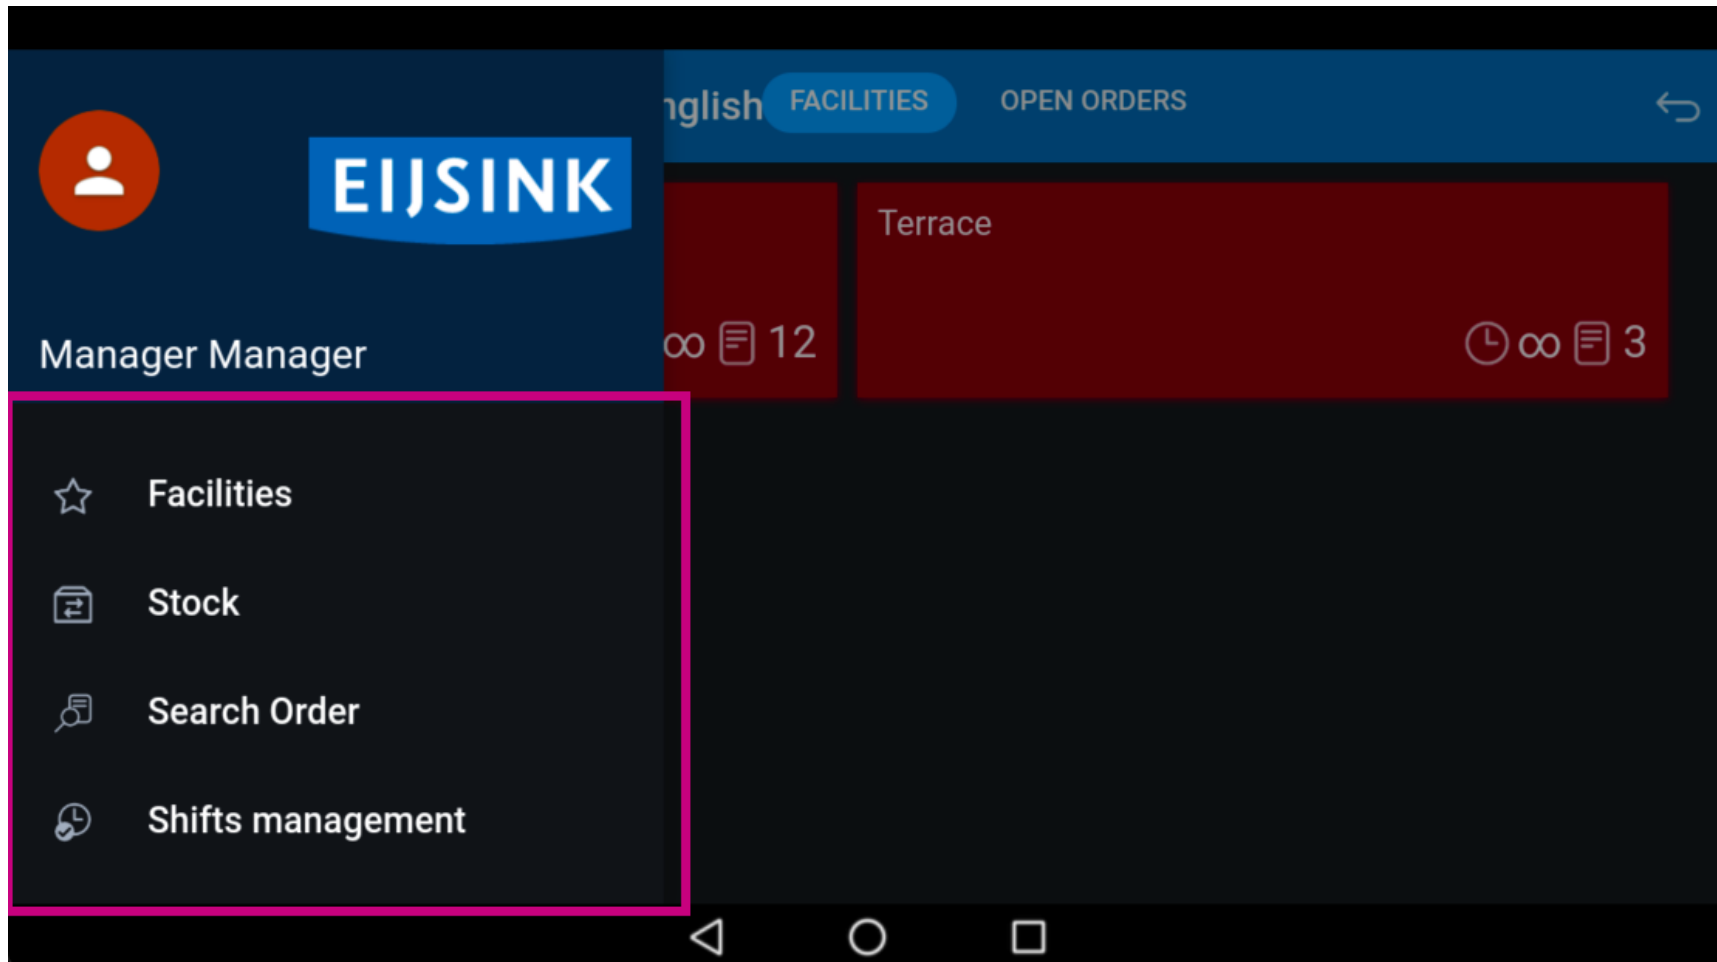 nglish FACILITIES OPEN ORDERS
EIJSINK
Terrace
Manager Manager
∞ 12
∞ 3
Facilities
Stock
Search Order
Shifts management